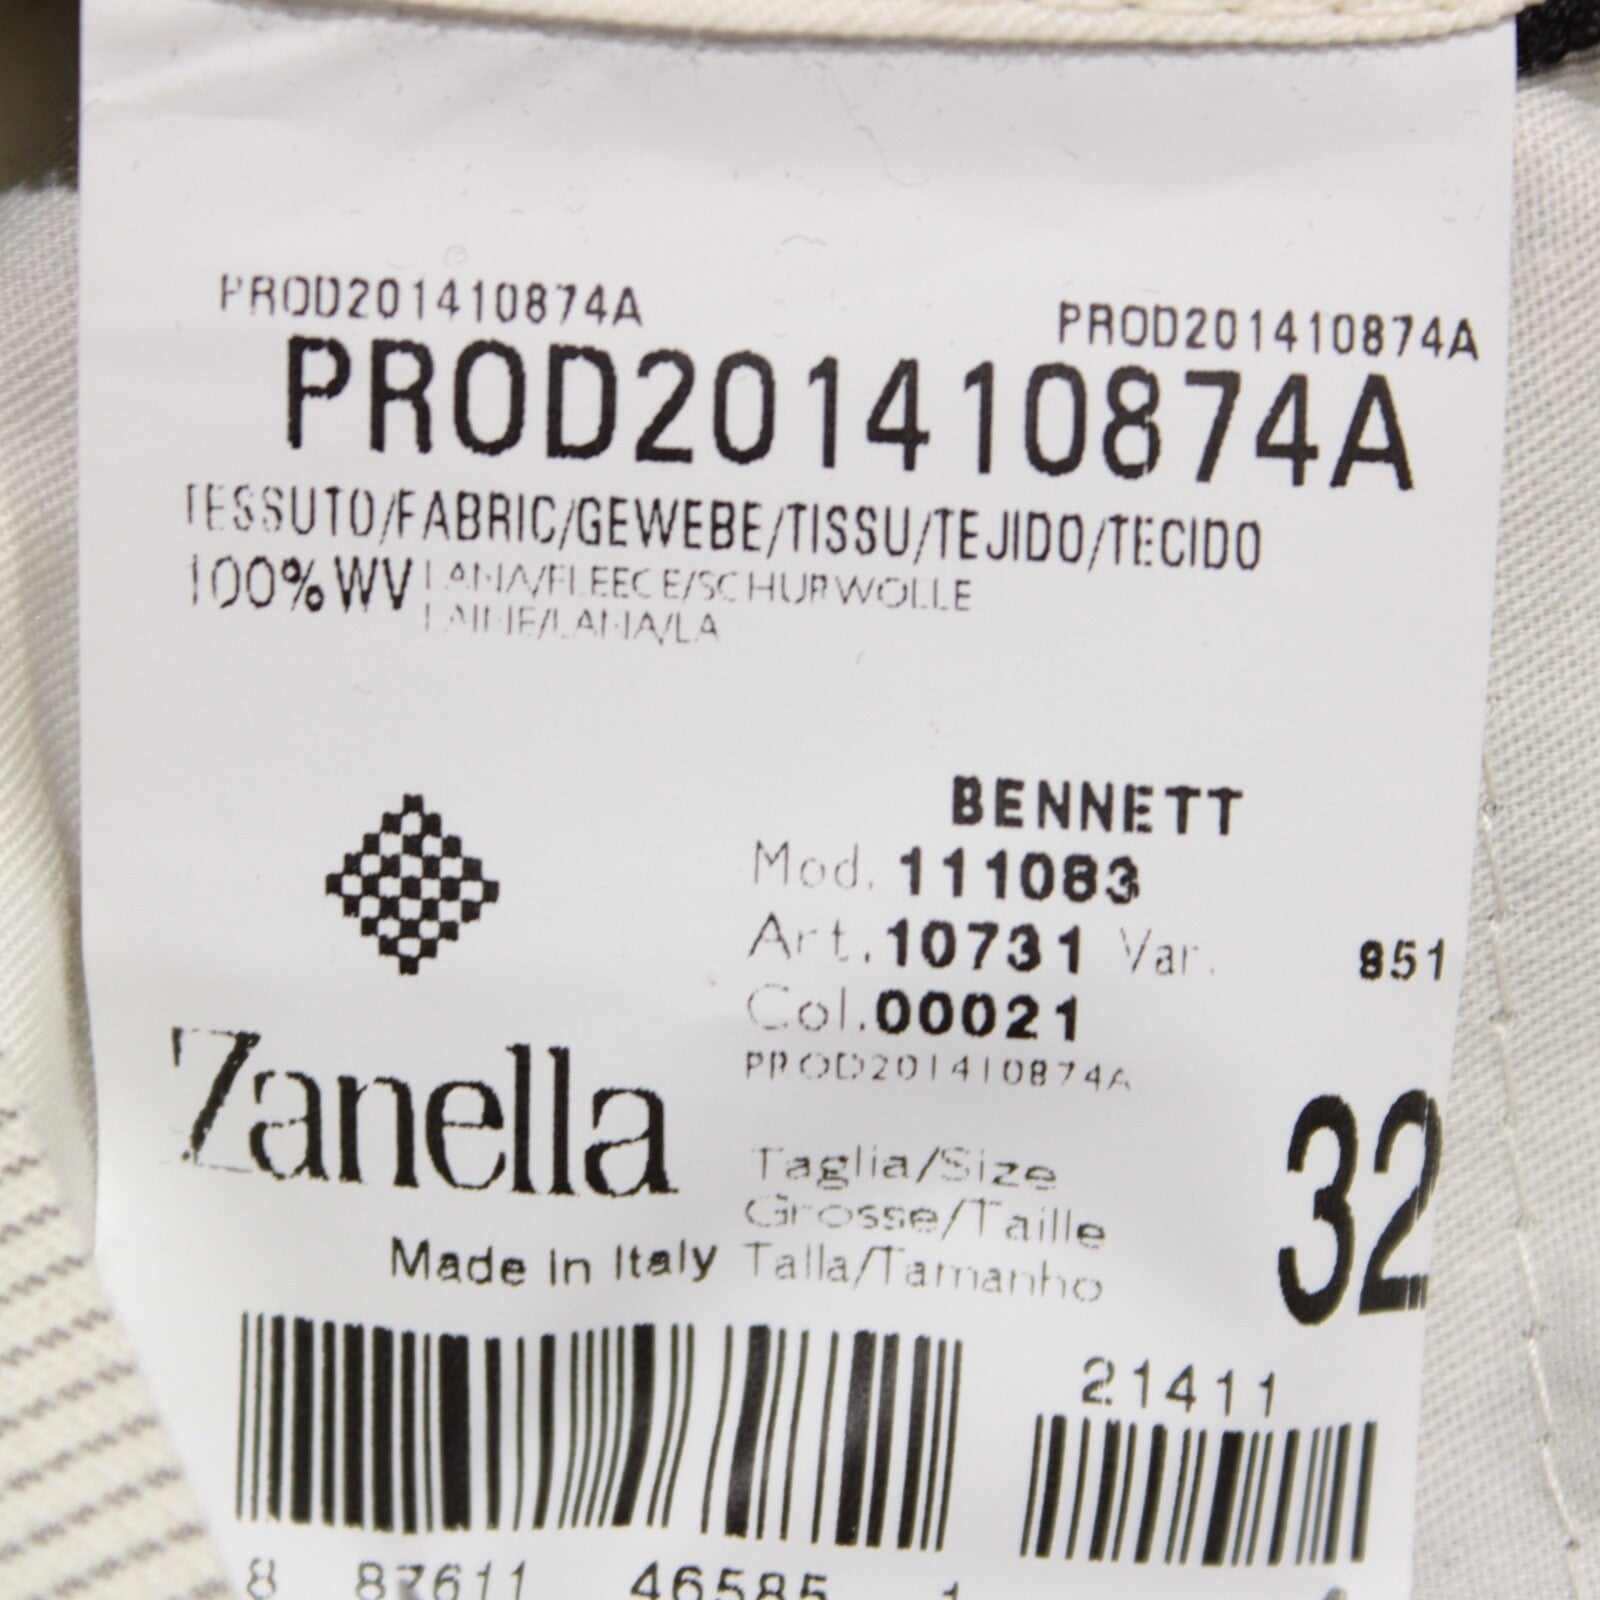 PROD201410874A
PROD201410874A
PROD201410874A
TESSUTO/FABRIC/GEWEBE/TISSU/TEJIDO/TECIDO
100%WV LANA/FLEECE/SCHURWOLLE
LAINE/LANA/LA
BENNETT
Mod. 111083
Art. 10731 Var. 851
Col. 00021
PROD201410874A
Zanella
Made In Italy
Taglia/Size
Grosse/Taille
Talla/Tamanho
32
21411
8 87611 46585 1